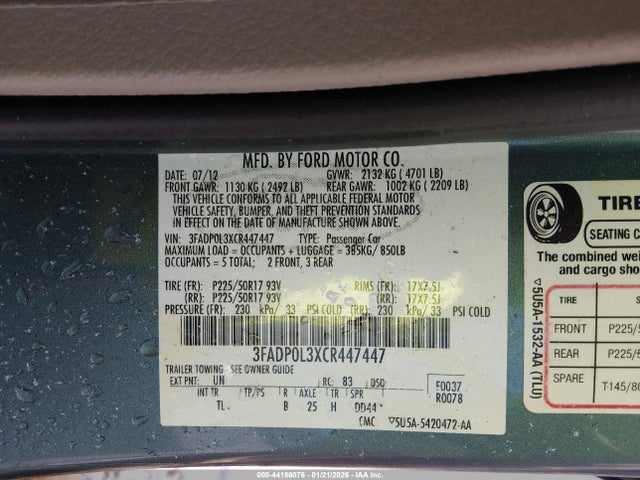 MFD. BY FORD MOTOR CO.
DATE: 07/12 GVWR: 2132 KG ( 4701 LB)
FRONT GAWR: 1130 KG ( 2492 LB) REAR GAWR: 1002 KG ( 2209 LB)
THIS VEHICLE CONFORMS TO ALL APPLICABLE FEDERAL MOTOR
VEHICLE SAFETY, BUMPER, AND THEFT PREVENTION STANDARDS
IN EFFECT ON THE DATE OF MANUFACTURE SHOWN ABOVE.
VIN: 3FADP0L3XCR447447 TYPE: Passenger Car
MAXIMUM LOAD = OCCUPANTS + LUGGAGE = 385KG/ 850LB
OCCUPANTS = 5 TOTAL; 2 FRONT, 3 REAR
TIRE (FR): P225/50R17 93V RIMS (FR): 17X7.5J
(RR): P225/50R17 93V (RR): 17X7.5J
PRESSURE (FR): 230 kPa/ 33 PSI COLD (RR): 230 kPa/ 33 PSI COLD
3FADP0L3XCR447447
TRAILER TOWING - SEE OWNER GUIDE
EXT PNT: UN RC: 83 DSO: F0037
R0078
INT TR TP/PS R AXLE TR SPR
TL B 25 H DD44
CMC ▽5U5A-5420472-AA
▽5U5A-1532-AA (TLU)
TIRE
SEATING
The combined
and cargo
TIRE
FRONT P225/5
REAR P225/5
SPARE T145/80
000-44186076 - 01/21/2026 - IAAI.COM